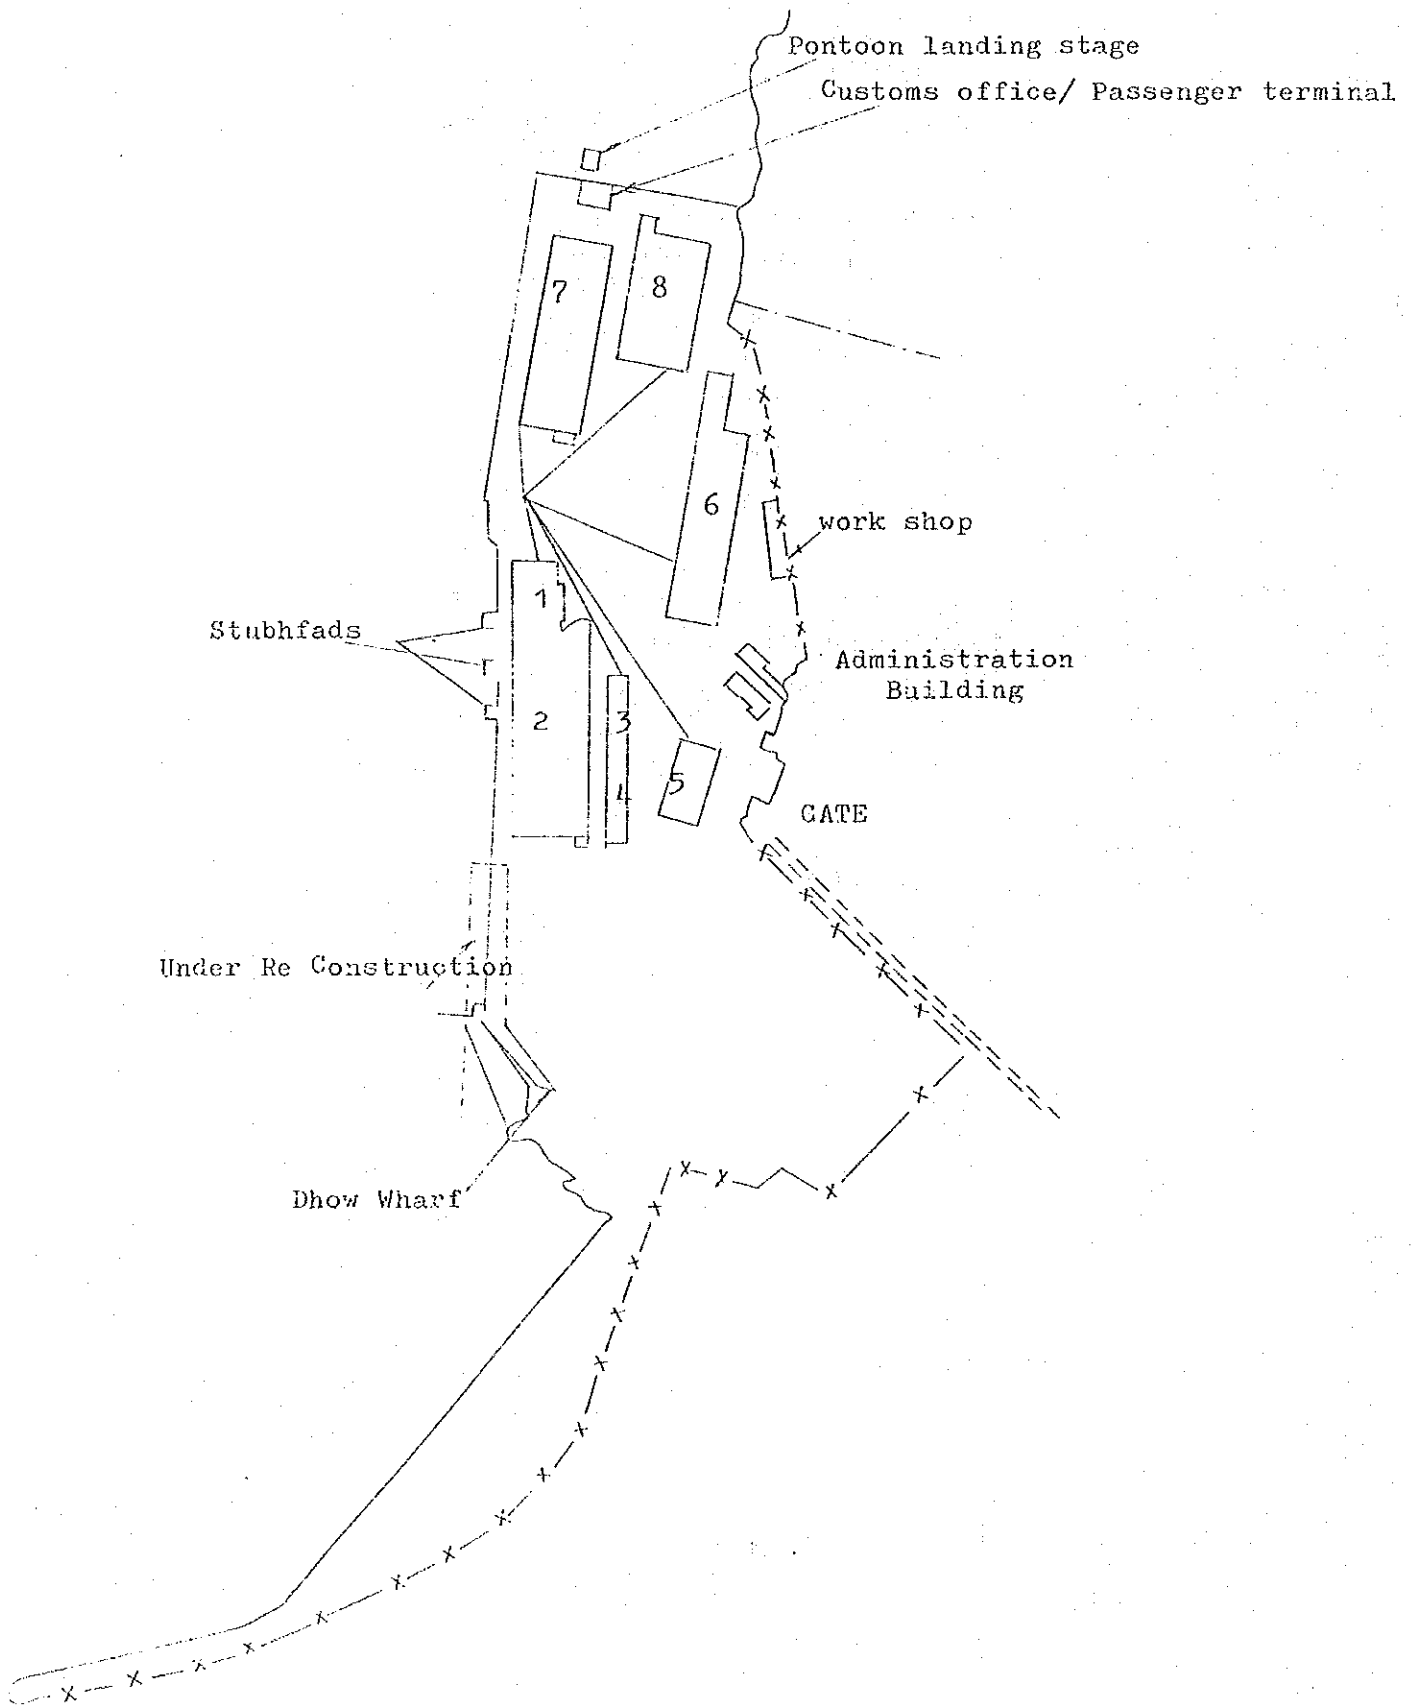 Pontoon landing stage
Customs office/ Passenger terminal
7
8
6
work shop
1
Stubhfads
Administration
Building
2
3
5
4
GATE
Under Re Construction
Dhow Wharf